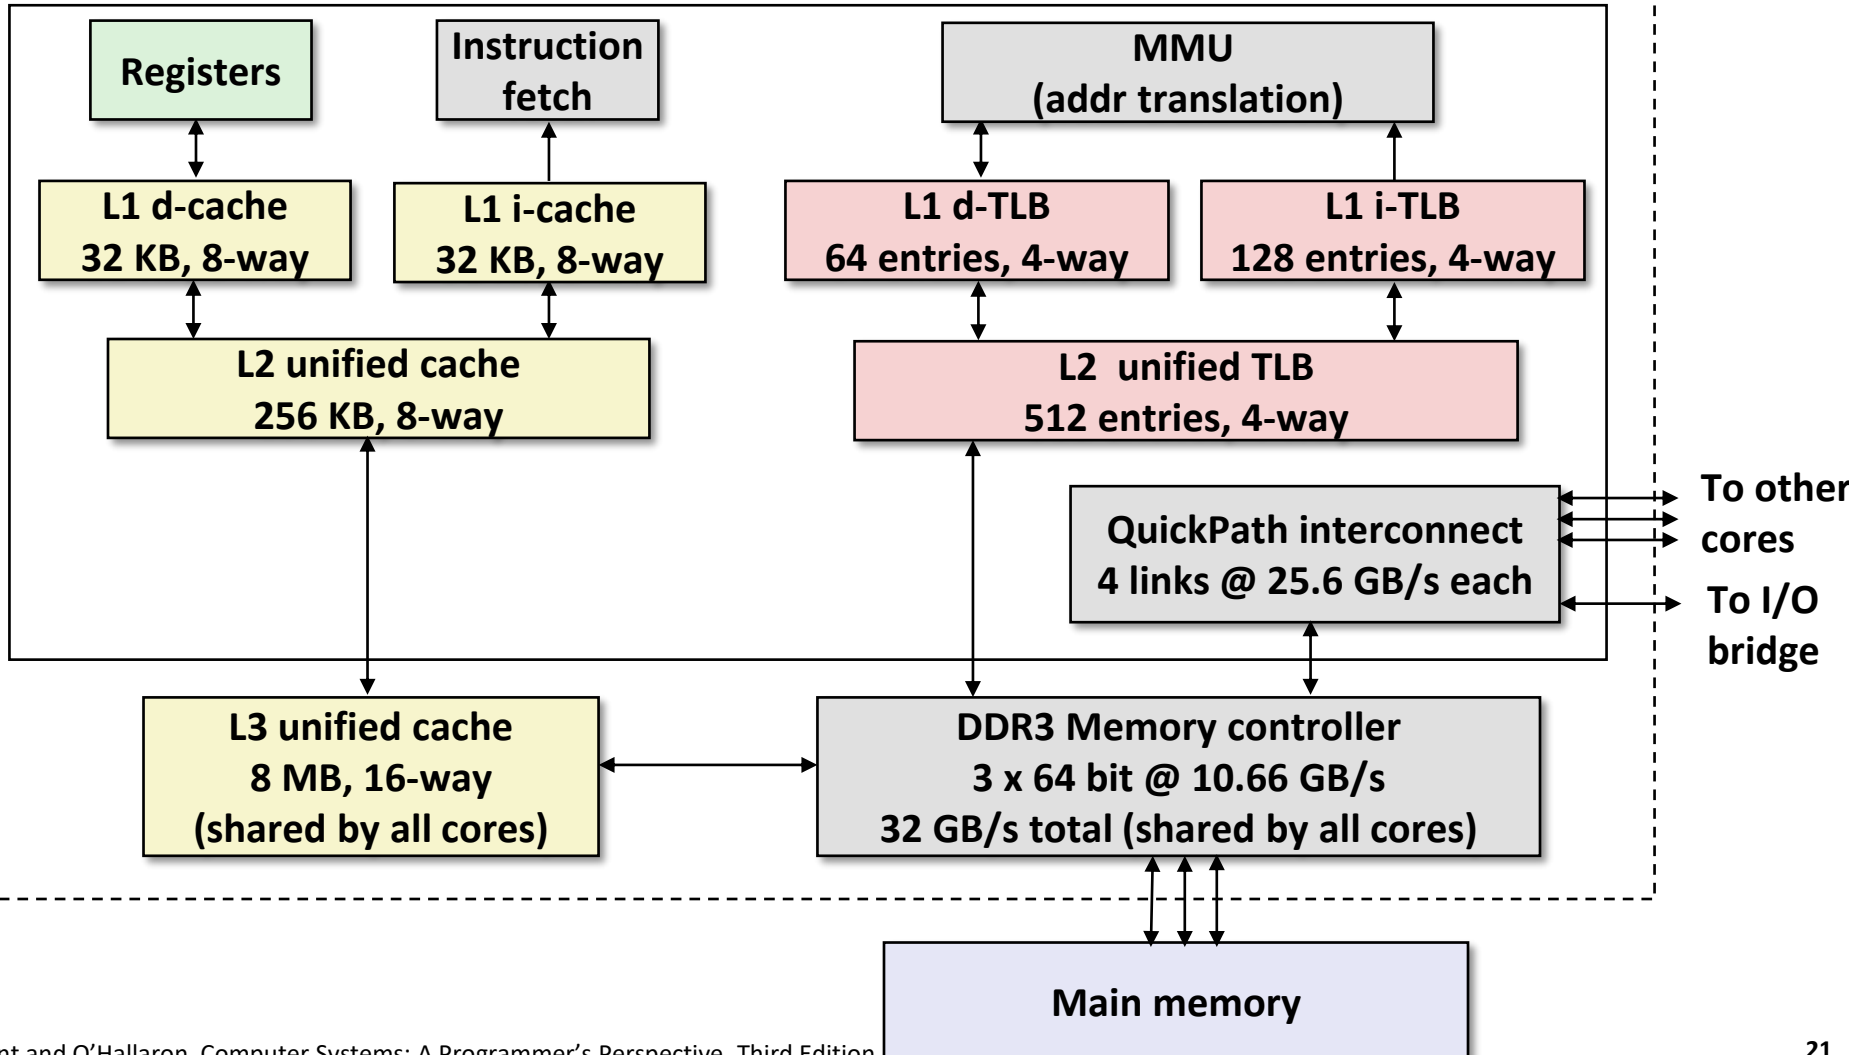 Registers
Instruction
fetch
MMU
(addr translation)
L1 d-cache
32 KB, 8-way
L1 i-cache
32 KB, 8-way
L1 d-TLB
64 entries, 4-way
L1 i-TLB
128 entries, 4-way
L2 unified cache
256 KB, 8-way
L2  unified TLB
512 entries, 4-way
QuickPath interconnect
4 links @ 25.6 GB/s each
To other
cores
To I/O
bridge
L3 unified cache
8 MB, 16-way
(shared by all cores)
DDR3 Memory controller
3 x 64 bit @ 10.66 GB/s
32 GB/s total (shared by all cores)
Main memory
and O'Hallaron, Computer Systems: A Programmer's Perspective, Third Edition
21